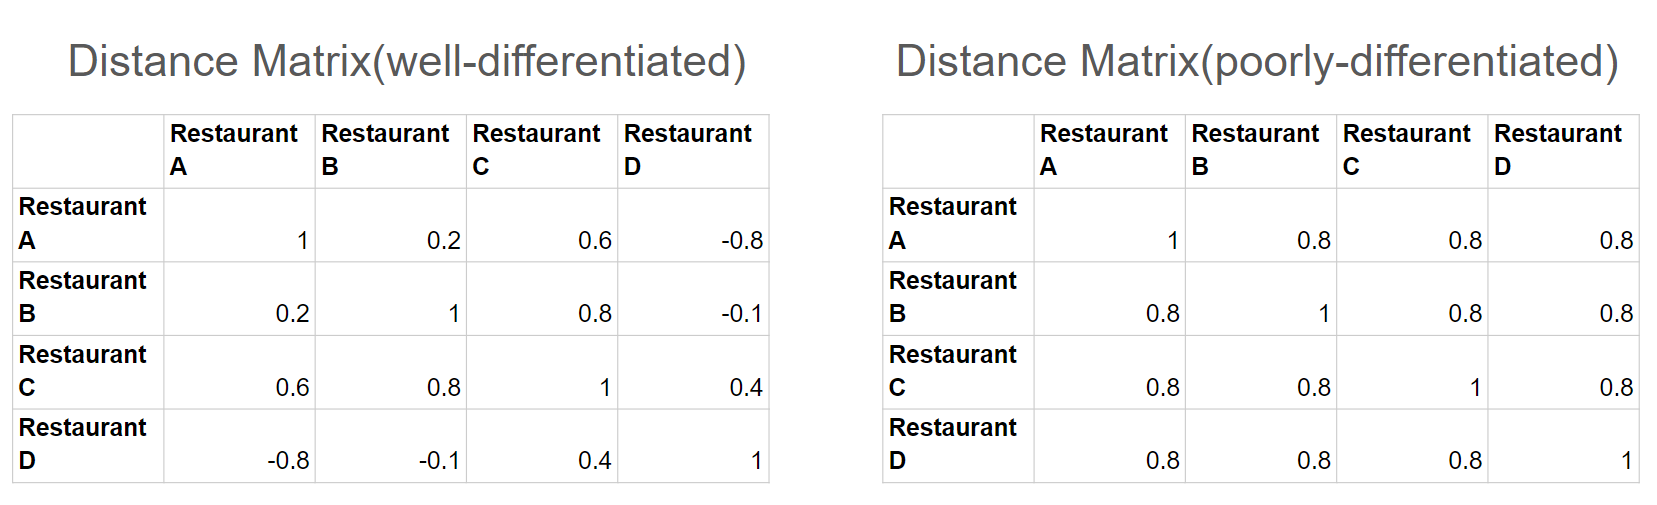 Distance Matrix(well-differentiated)
Restaurant A Restaurant B Restaurant C Restaurant D
Restaurant A 1 0.2 0.6 -0.8
Restaurant B 0.2 1 0.8 -0.1
Restaurant C 0.6 0.8 1 0.4
Restaurant D -0.8 -0.1 0.4 1
Distance Matrix(poorly-differentiated)
Restaurant A Restaurant B Restaurant C Restaurant D
Restaurant A 1 0.8 0.8 0.8
Restaurant B 0.8 1 0.8 0.8
Restaurant C 0.8 0.8 1 0.8
Restaurant D 0.8 0.8 0.8 1